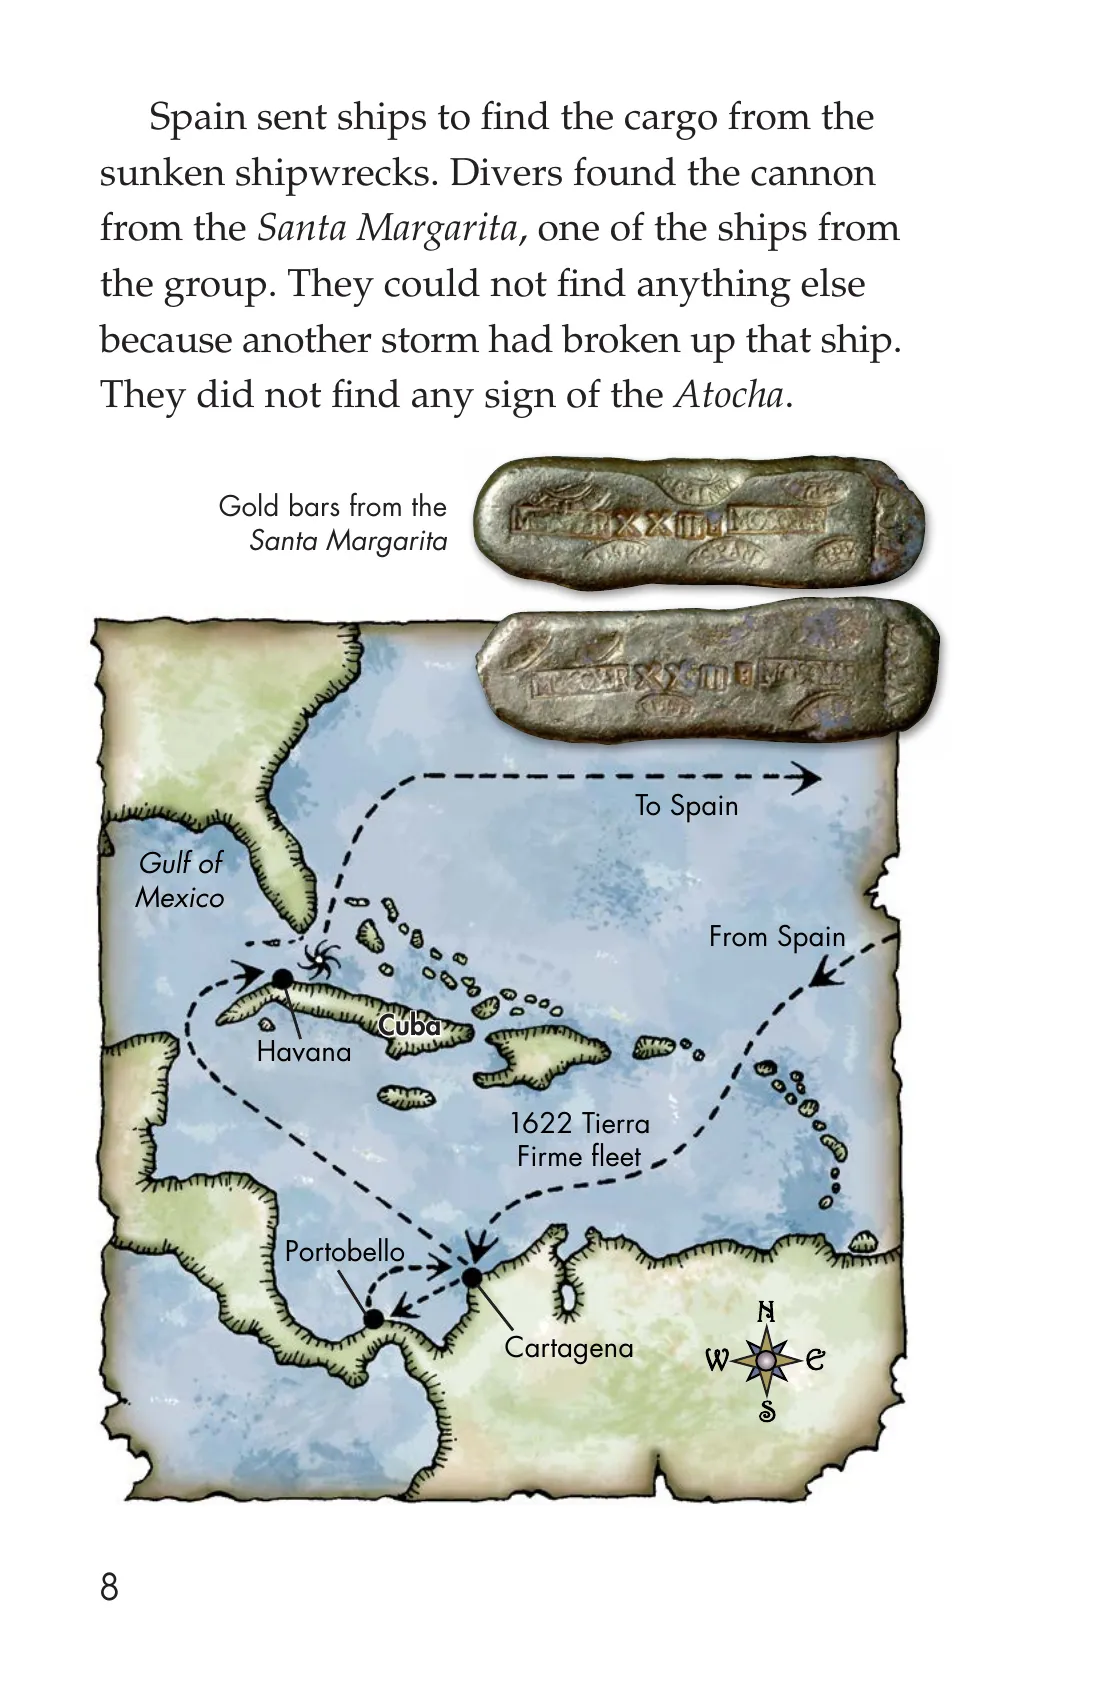 Spain sent ships to find the cargo from the
sunken shipwrecks. Divers found the cannon
from the Santa Margarita, one of the ships from
the group. They could not find anything else
because another storm had broken up that ship.
They did not find any sign of the Atocha.
Gold bars from the
Santa Margarita
To Spain
Gulf of
Mexico
From Spain
Cuba
Havana
1622 Tierra
Firme fleet
Portobello
Cartagena
N
W E
S
8